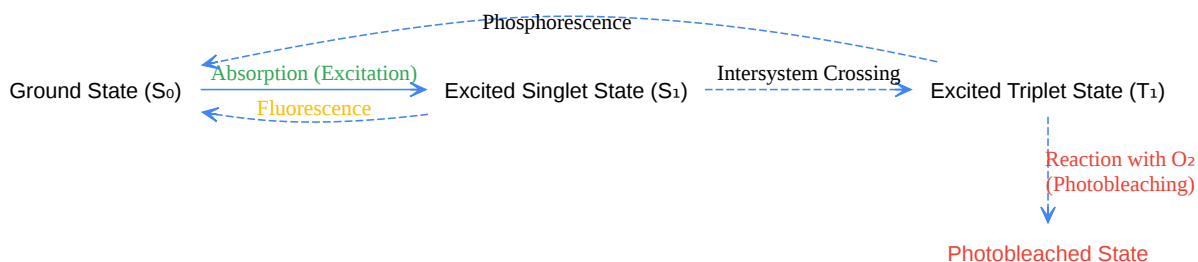 Phosphorescence
Absorption (Excitation)
Intersystem Crossing
Ground State (S₀)
Excited Singlet State (S₁)
Excited Triplet State (T₁)
Fluorescence
Reaction with O₂
(Photobleaching)
Photobleached State